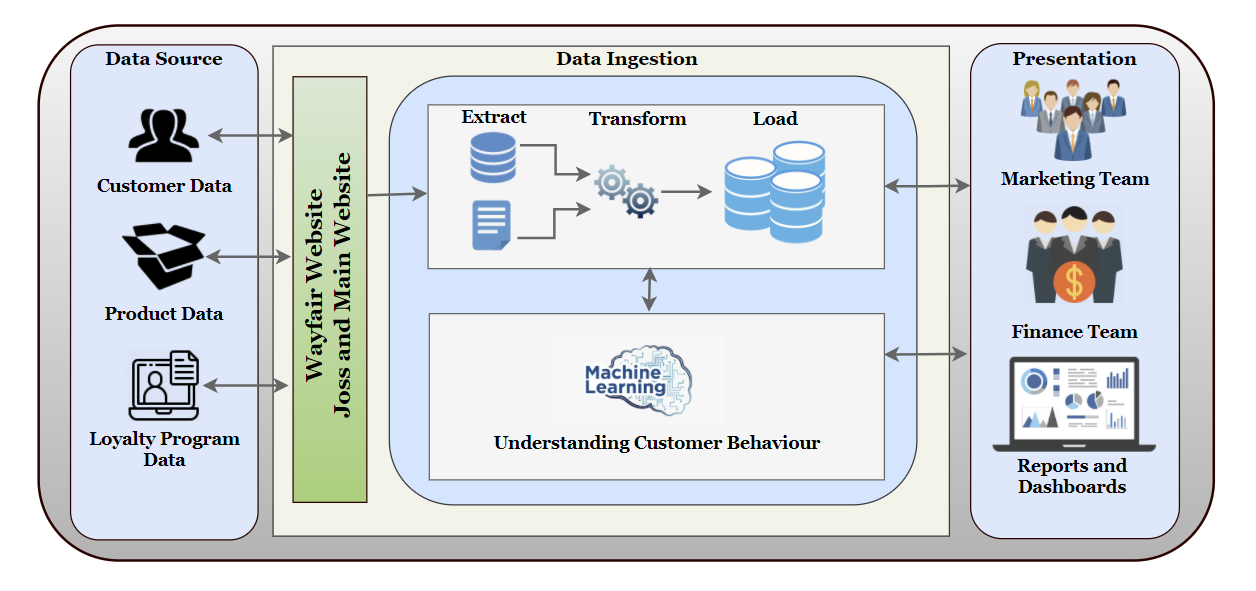 Data Source
Customer Data
Product Data
Loyalty Program
Data
Data Ingestion
Wayfair Website
Joss and Main Website
Extract
Transform
Load
Machine
Learning
Understanding Customer Behaviour
Presentation
Marketing Team
$
Finance Team
Reports and
Dashboards